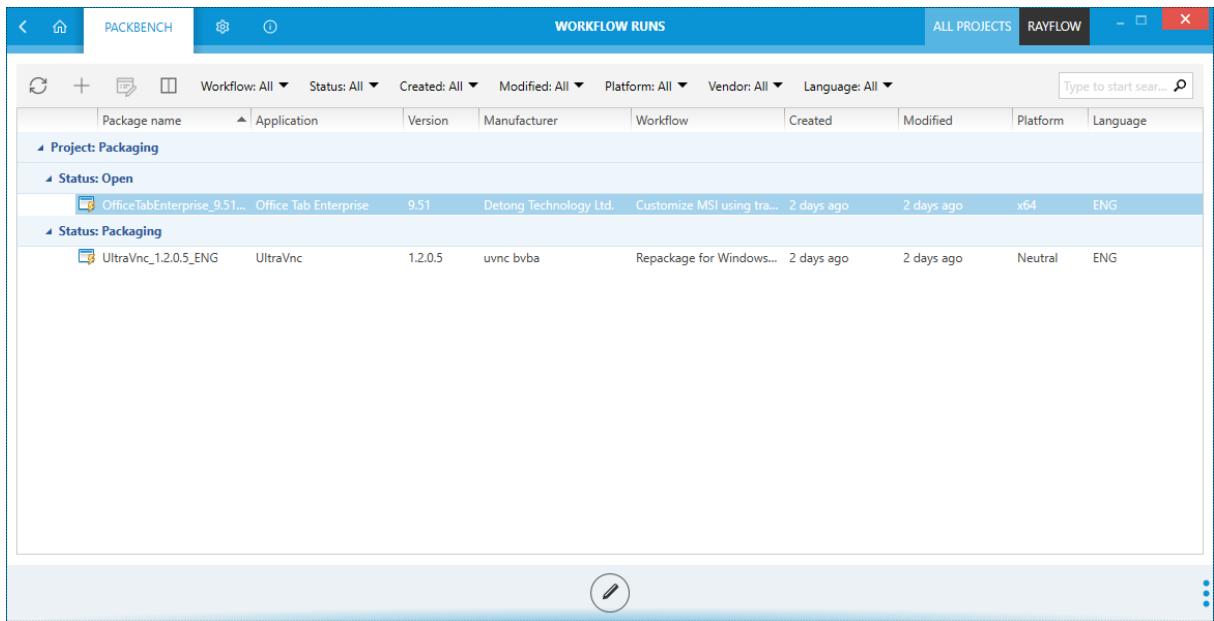 PACKBENCH WORKFLOW RUNS ALL PROJECTS RAYFLOW
Workflow: All Status: All Created: All Modified: All Platform: All Vendor: All Language: All Type to start sear...
Package name Application Version Manufacturer Workflow Created Modified Platform Language
Project: Packaging
Status: Open
OfficeTabEnterprise_9.51... Office Tab Enterprise 9.51 Detong Technology Ltd. Customize MSI using tra... 2 days ago 2 days ago x64 ENG
Status: Packaging
UltraVnc_1.2.0.5_ENG UltraVnc 1.2.0.5 uvnc bvba Repackage for Windows... 2 days ago 2 days ago Neutral ENG